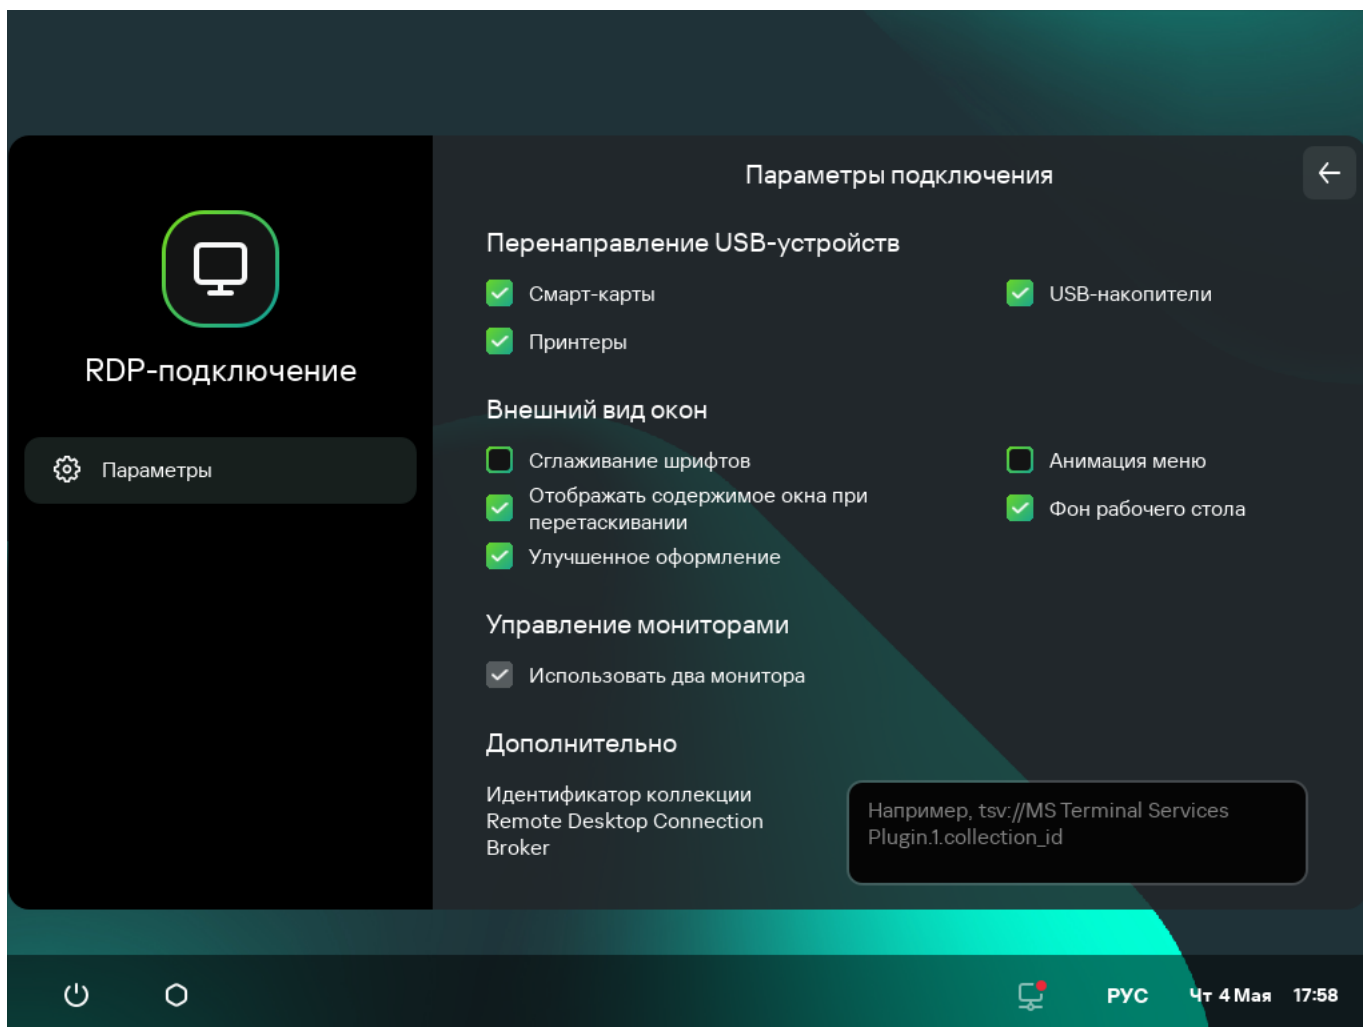 Параметры подключения
RDP-подключение
Параметры
Перенаправление USB-устройств
Смарт-карты
USB-накопители
Принтеры
Внешний вид окон
Сглаживание шрифтов
Анимация меню
Отображать содержимое окна при
перетаскивании
Фон рабочего стола
Улучшенное оформление
Управление мониторами
Использовать два монитора
Дополнительно
Идентификатор коллекции
Remote Desktop Connection
Broker
Например, tsv://MS Terminal Services
Plugin.1.collection_id
РУС Чт 4 Мая 17:58